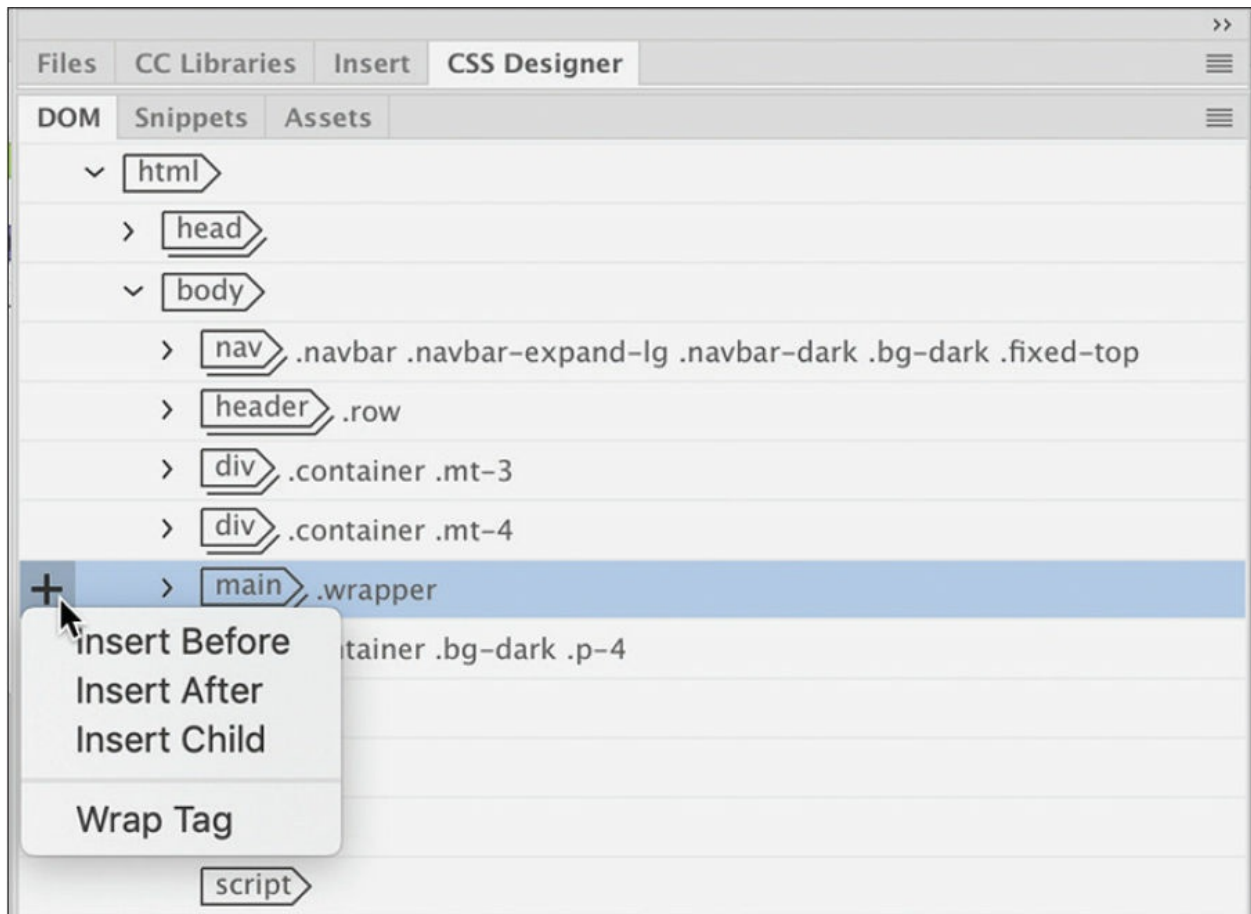 Files CC Libraries Insert CSS Designer
DOM Snippets Assets
html
head
body
nav .navbar .navbar-expand-lg .navbar-dark .bg-dark .fixed-top
header .row
div .container .mt-3
div .container .mt-4
main .wrapper
Insert Before
tainer .bg-dark .p-4
Insert After
Insert Child
Wrap Tag
script